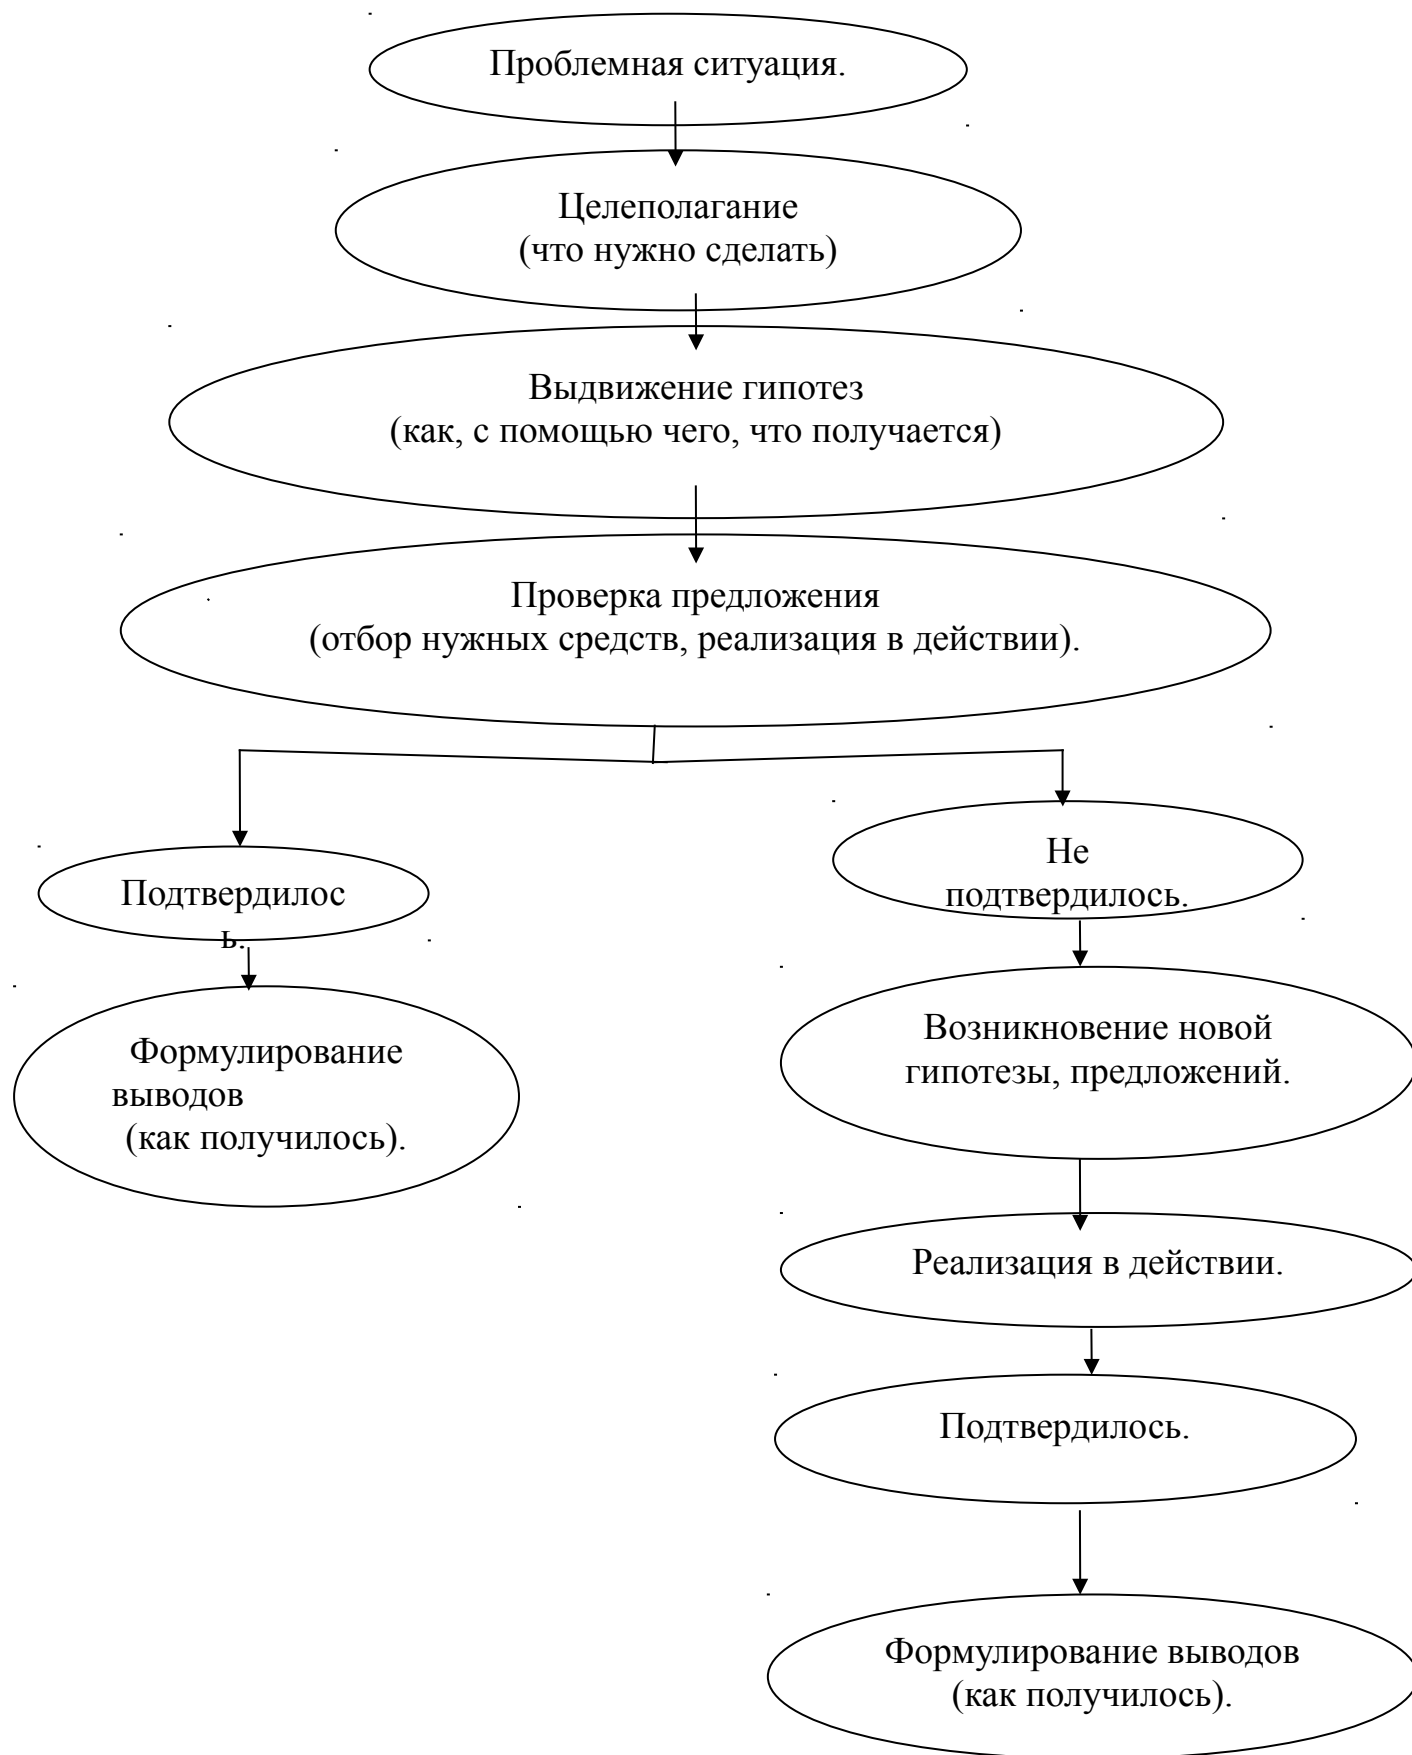 Проблемная ситуация.
Целеполагание
(что нужно сделать)
Выдвижение гипотез
(как, с помощью чего, что получается)
Проверка предложения
(отбор нужных средств, реализация в действии).
Подтвердилос
ь.
Формулирование
выводов
(как получилось).
Не
подтвердилось.
Возникновение новой
гипотезы, предложений.
Реализация в действии.
Подтвердилось.
Формулирование выводов
(как получилось).